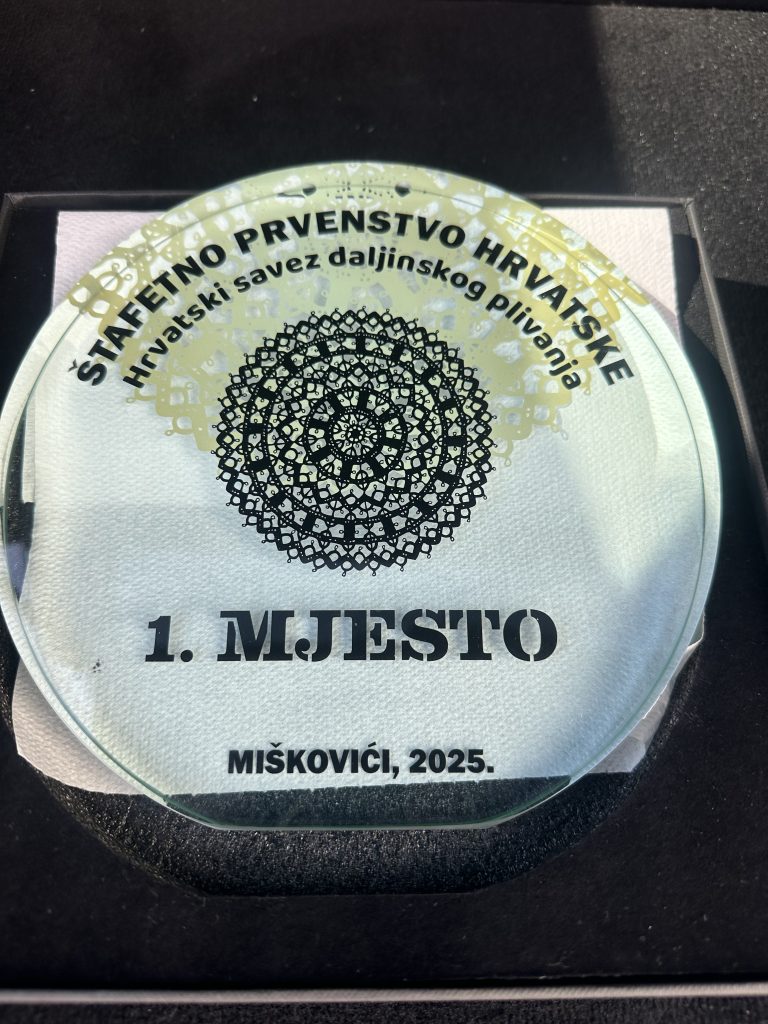 ŠTAFETNO PRVENSTVO HRVATSKE
Hrvatski savez daljinskog plivanja
1. MJESTO
MIŠKOVIĆI, 2025.